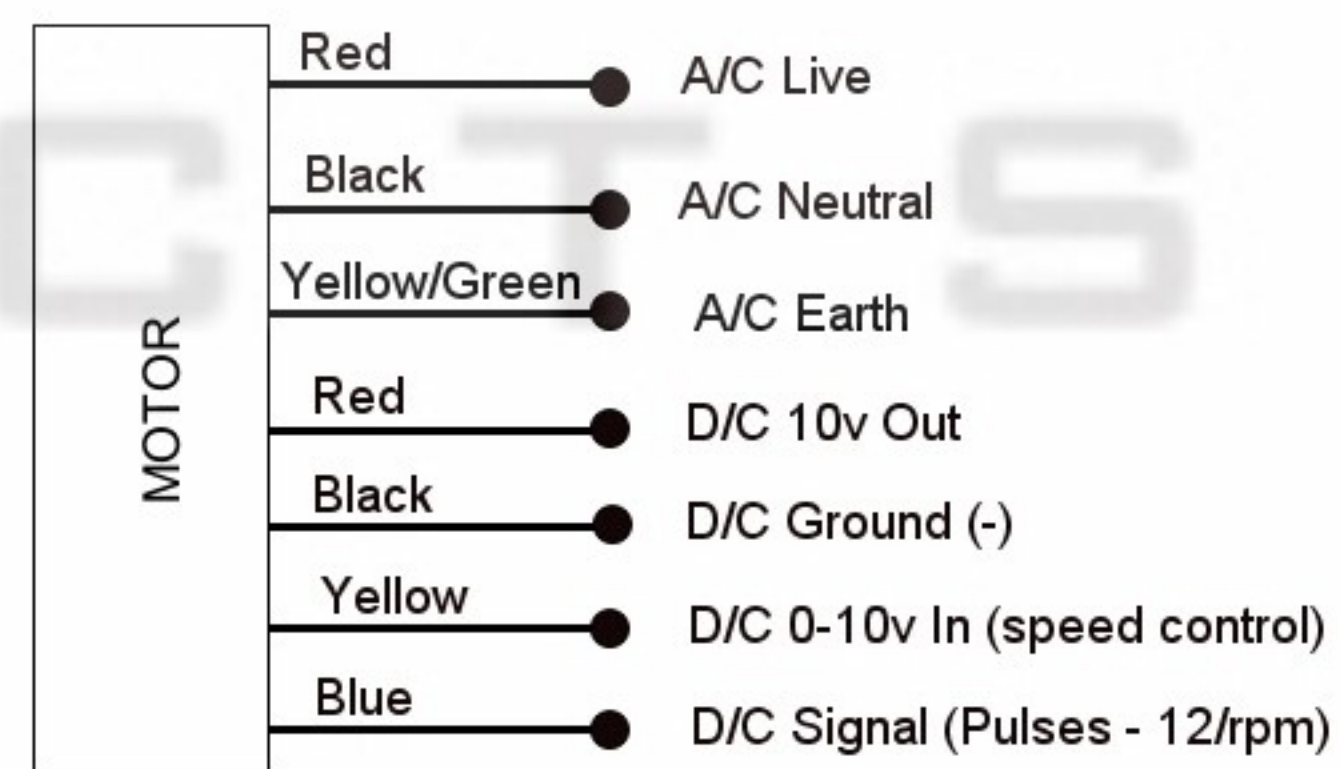 C T S
MOTOR
Red A/C Live
Black A/C Neutral
Yellow/Green A/C Earth
Red D/C 10v Out
Black D/C Ground (-)
Yellow D/C 0-10v In (speed control)
Blue D/C Signal (Pulses - 12/rpm)